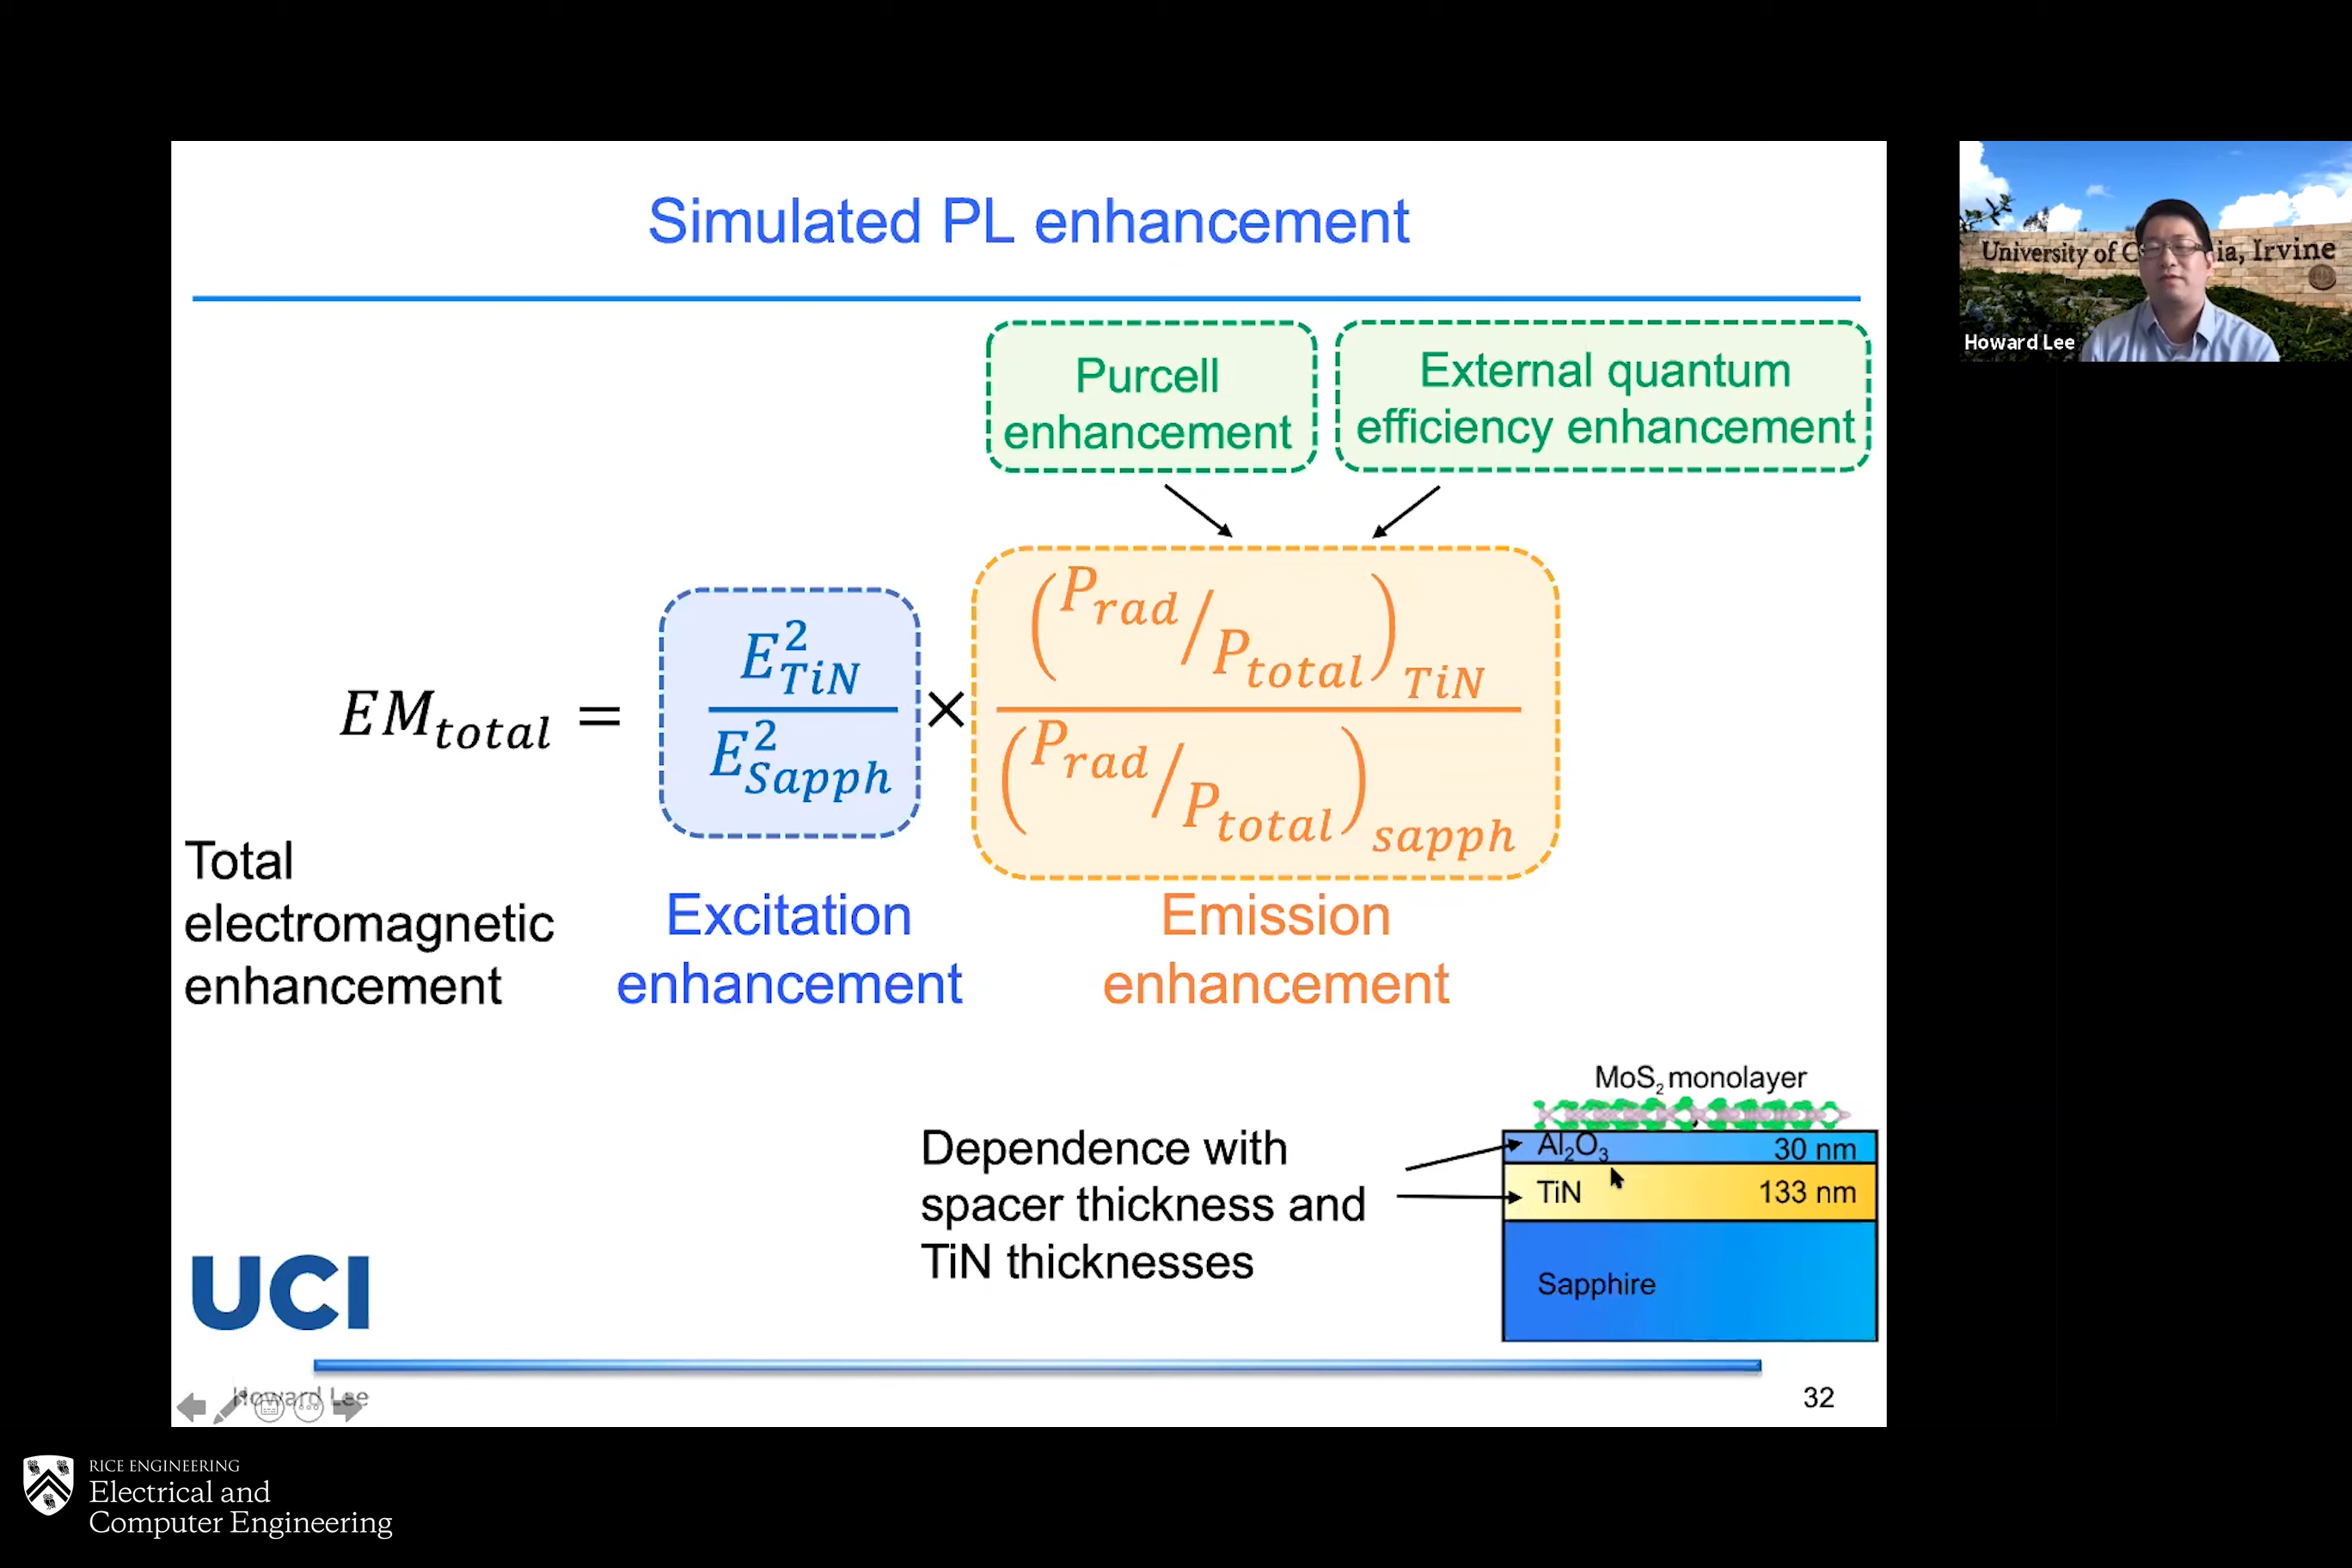 Simulated PL enhancement
Purcell
enhancement
External quantum
efficiency enhancement
EM_total = E²_TiN / E²_Sapph × (P_rad/P_total)_TiN / (P_rad/P_total)_sapph
Total
electromagnetic
enhancement
Excitation
enhancement
Emission
enhancement
Dependence with
spacer thickness and
TiN thicknesses
MoS₂ monolayer
Al₂O₃ 30 nm
TiN 133 nm
Sapphire
UCI
Howard Lee
32
University of C ia, Irvine
Howard Lee
RICE ENGINEERING
Electrical and
Computer Engineering